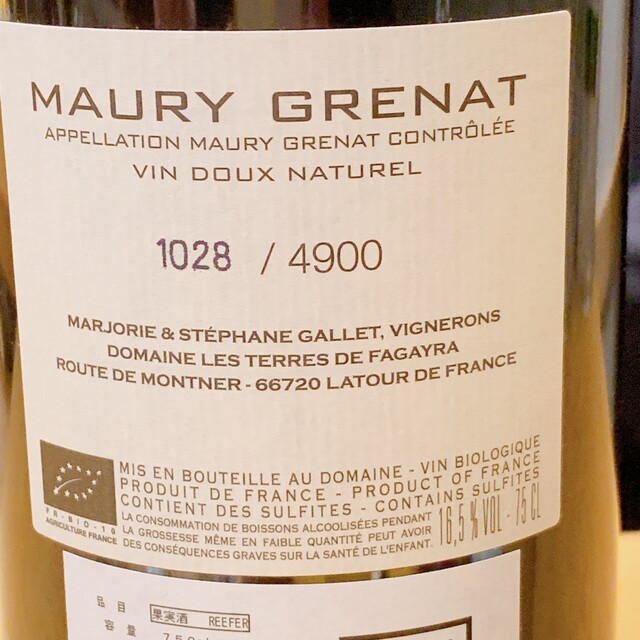 MAURY GRENAT
APPELLATION MAURY GRENAT CONTRÔLÉE
VIN DOUX NATUREL
1028 / 4900
MARJORIE & STÉPHANE GALLET, VIGNERONS
DOMAINE LES TERRES DE FAGAYRA
ROUTE DE MONTNER - 66720 LATOUR DE FRANCE
MIS EN BOUTEILLE AU DOMAINE - VIN BIOLOGIQUE
PRODUIT DE FRANCE - PRODUCT OF FRANCE
CONTIENT DES SULFITES - CONTAINS SULFITES
LA CONSOMMATION DE BOISSONS ALCOOLISÉES PENDANT
LA GROSSESSE MÊME EN FAIBLE QUANTITÉ PEUT AVOIR
DES CONSÉQUENCES GRAVES SUR LA SANTÉ DE L'ENFANT.
16,5 % VOL - 75 CL
FR-BIO-10
AGRICULTURE FRANCE
品目 果実酒 REEFER
容量